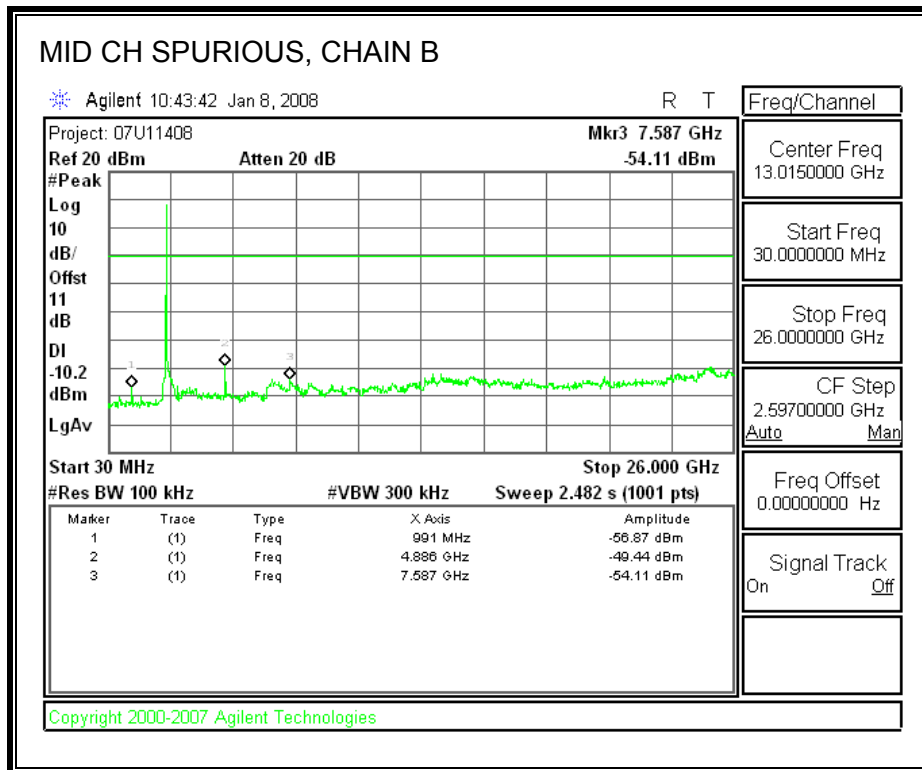 MID CH SPURIOUS, CHAIN B
Agilent 10:43:42 Jan 8, 2008 R T
Freq/Channel
Project: 07U11408 Mkr3 7.587 GHz
Ref 20 dBm Atten 20 dB -54.11 dBm
#Peak
Log
10
dB/
Offst
11
dB
DI
-10.2
dBm
LgAv
1
2
3
Start 30 MHz Stop 26.000 GHz
#Res BW 100 kHz #VBW 300 kHz Sweep 2.482 s (1001 pts)
Marker Trace Type X Axis Amplitude
1 (1) Freq 991 MHz -56.87 dBm
2 (1) Freq 4.886 GHz -49.44 dBm
3 (1) Freq 7.587 GHz -54.11 dBm
Center Freq
13.0150000 GHz
Start Freq
30.0000000 MHz
Stop Freq
26.0000000 GHz
CF Step
2.59700000 GHz
Auto Man
Freq Offset
0.00000000 Hz
Signal Track
On Off
Copyright 2000-2007 Agilent Technologies